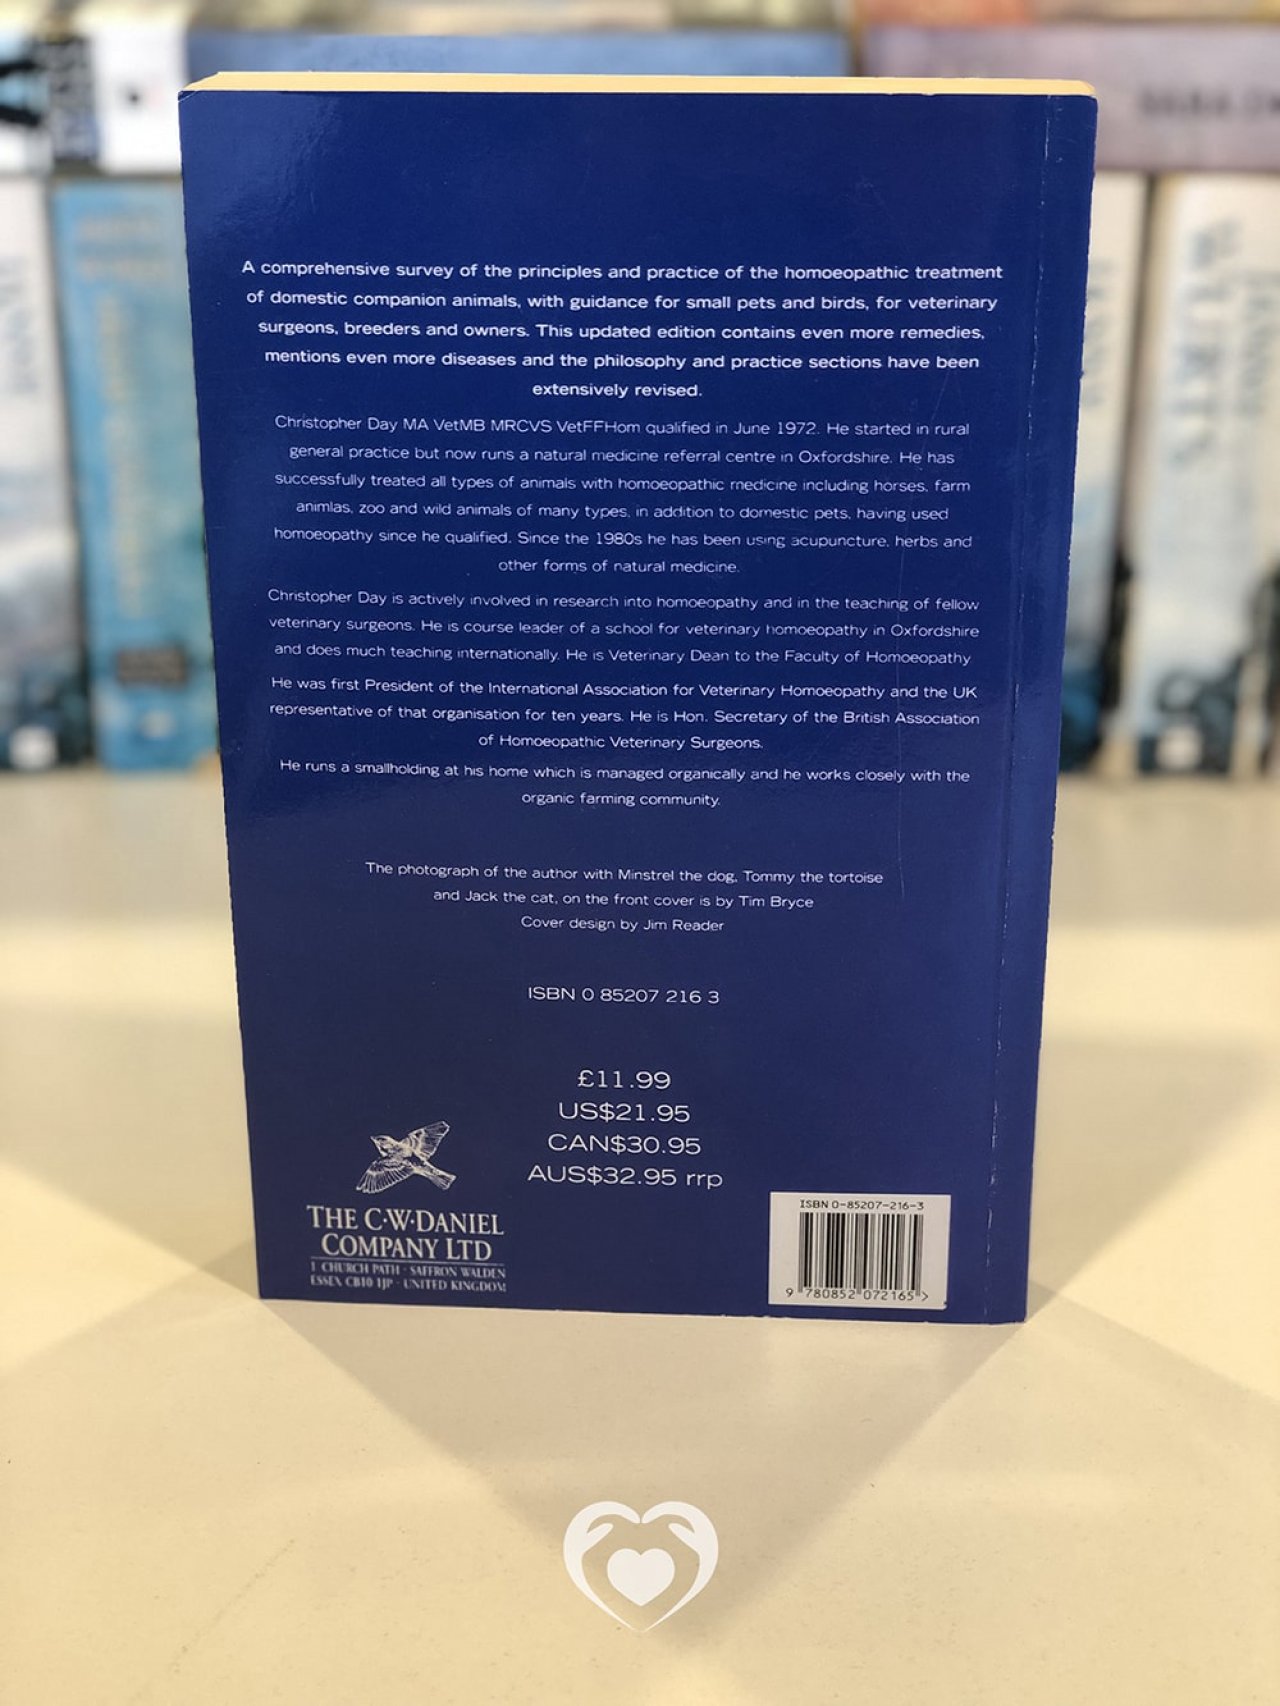 A comprehensive survey of the principles and practice of the homoeopathic treatment
of domestic companion animals, with guidance for small pets and birds, for veterinary
surgeons, breeders and owners. This updated edition contains even more remedies,
mentions even more diseases and the philosophy and practice sections have been
extensively revised.
Christopher Day MA VetMB MRCVS VetFFHom qualified in June 1972. He started in rural
general practice but now runs a natural medicine referral centre in Oxfordshire. He has
successfully treated all types of animals with homoeopathic medicine including horses, farm
animlas, zoo and wild animals of many types, in addition to domestic pets, having used
homoeopathy since he qualified. Since the 1980s he has been using acupuncture, herbs and
other forms of natural medicine.
Christopher Day is actively involved in research into homoeopathy and in the teaching of fellow
veterinary surgeons. He is course leader of a school for veterinary homoeopathy in Oxfordshire
and does much teaching internationally. He is Veterinary Dean to the Faculty of Homoeopathy
He was first President of the International Association for Veterinary Homoeopathy and the UK
representative of that organisation for ten years. He is Hon. Secretary of the British Association
of Homoeopathic Veterinary Surgeons.
He runs a smallholding at his home which is managed organically and he works closely with the
organic farming community.
The photograph of the author with Minstrel the dog, Tommy the tortoise
and Jack the cat, on the front cover is by Tim Bryce
Cover design by Jim Reader
ISBN 0 85207 216 3
£11.99
US$21.95
CAN$30.95
AUS$32.95 rrp
THE C·W·DANIEL
COMPANY LTD
1 CHURCH PATH · SAFFRON WALDEN
ESSEX CB10 1JP · UNITED KINGDOM
ISBN 0-85207-216-3
9 780852 072165 >